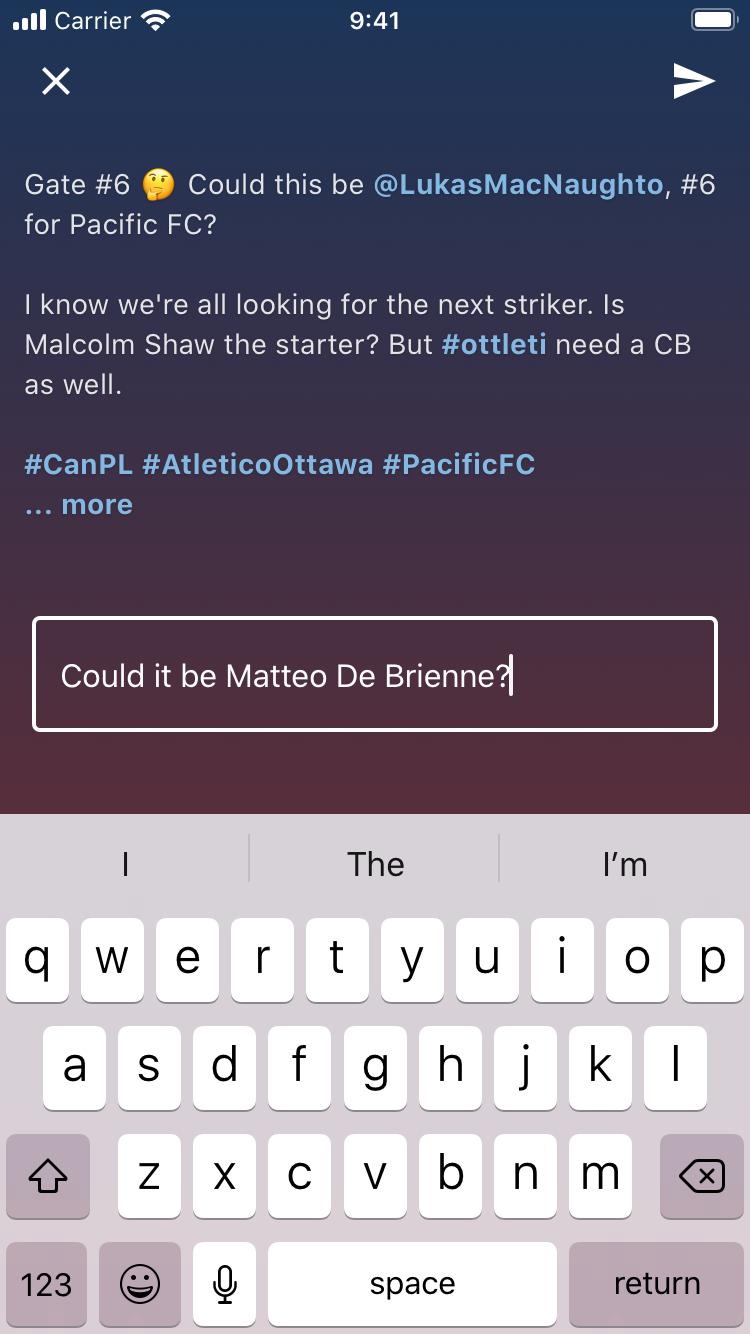 Carrier 9:41
Gate #6 🤔 Could this be @LukasMacNaughto, #6
for Pacific FC?
I know we're all looking for the next striker. Is
Malcolm Shaw the starter? But #ottleti need a CB
as well.
#CanPL #AtleticoOttawa #PacificFC
... more
Could it be Matteo De Brienne?
I The I’m
q w e r t y u i o p
a s d f g h j k l
z x c v b n m
123 space return